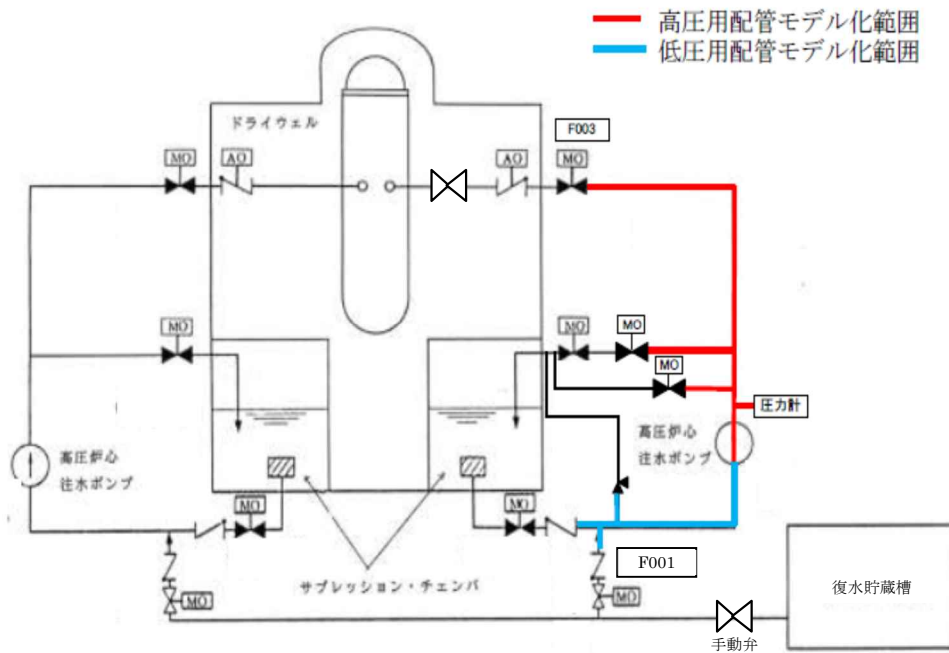 高圧用配管モデル化範囲
低圧用配管モデル化範囲
ドライウェル
F003
MO
AO
AO
MO
MO
MO
MO
MO
圧力計
高圧炉心
注水ポンプ
高圧炉心
注水ポンプ
MO
MO
F001
サプレッション・チェンバ
MO
MO
復水貯蔵槽
手動弁